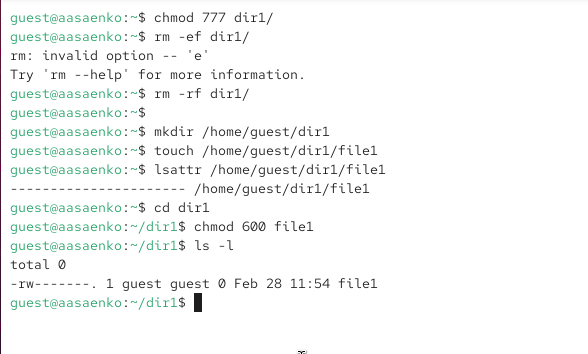 guest@aasaenko:~$ chmod 777 dir1/
guest@aasaenko:~$ rm -ef dir1/
rm: invalid option -- 'e'
Try 'rm --help' for more information.
guest@aasaenko:~$ rm -rf dir1/
guest@aasaenko:~$
guest@aasaenko:~$ mkdir /home/guest/dir1
guest@aasaenko:~$ touch /home/guest/dir1/file1
guest@aasaenko:~$ lsattr /home/guest/dir1/file1
---------------------- /home/guest/dir1/file1
guest@aasaenko:~$ cd dir1
guest@aasaenko:~/dir1$ chmod 600 file1
guest@aasaenko:~/dir1$ ls -l
total 0
-rw-------. 1 guest guest 0 Feb 28 11:54 file1
guest@aasaenko:~/dir1$